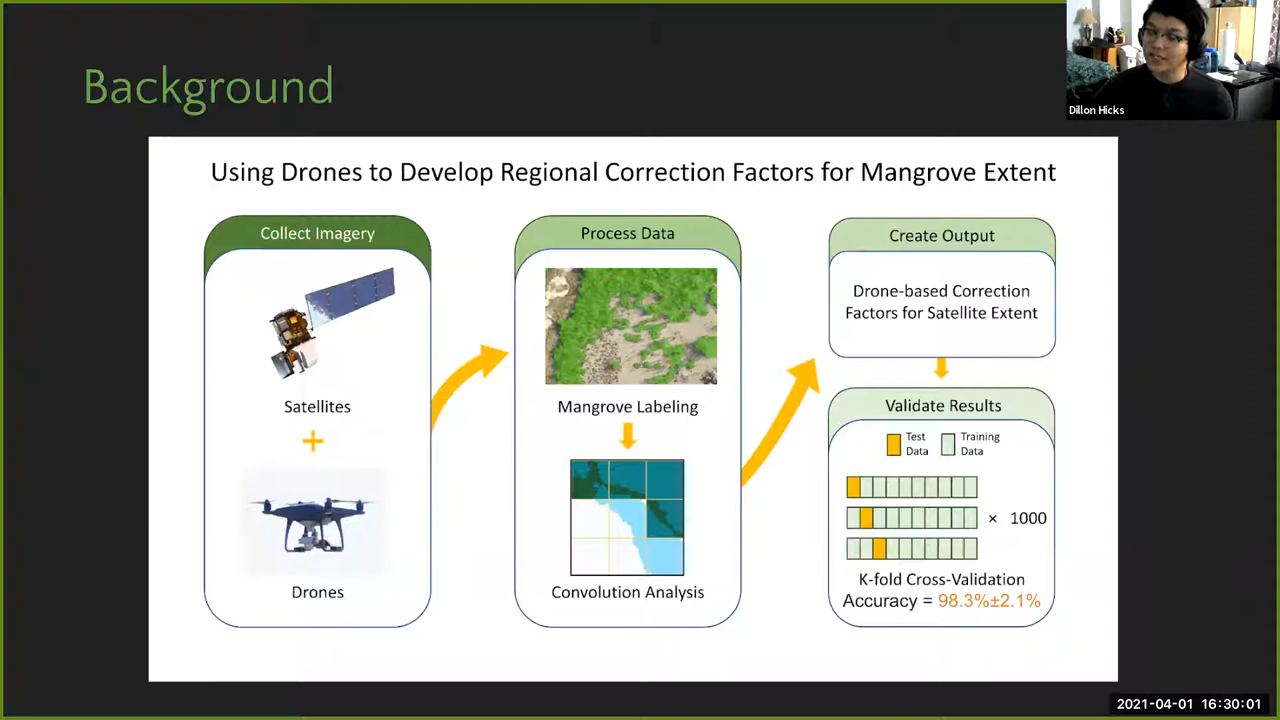 Background
Dillon Hicks
Using Drones to Develop Regional Correction Factors for Mangrove Extent
Collect Imagery
Satellites
+
Drones
Process Data
Mangrove Labeling
Convolution Analysis
Create Output
Drone-based Correction
Factors for Satellite Extent
Validate Results
Test
Data
Training
Data
× 1000
K-fold Cross-Validation
Accuracy = 98.3%±2.1%
2021-04-01 16:30:01